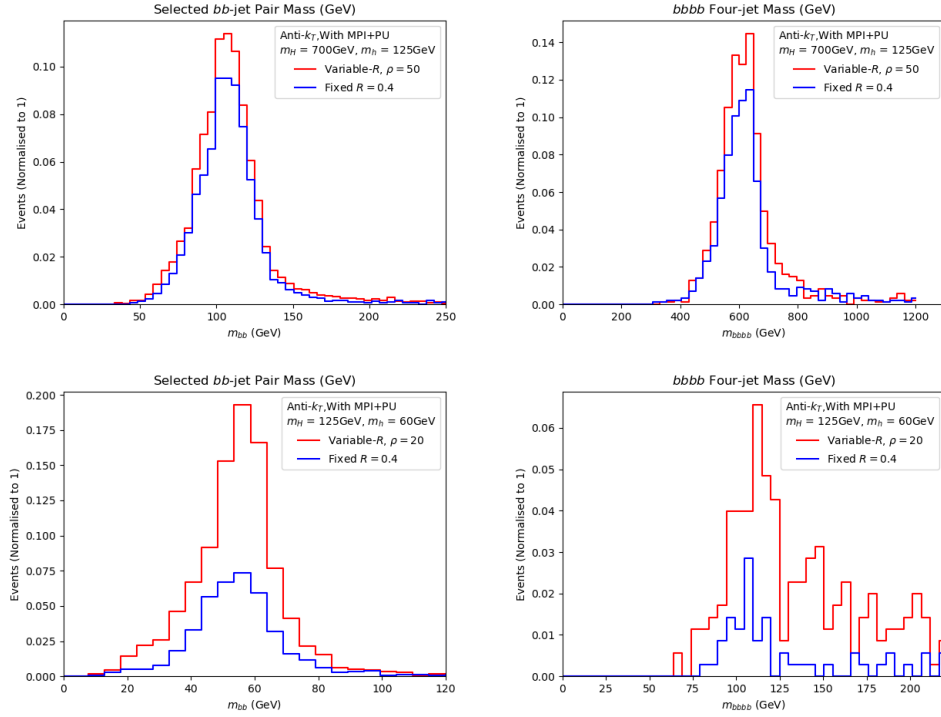 Selected bb-jet Pair Mass (GeV)
Events (Normalised to 1)
0.10
0.08
0.06
0.04
0.02
0.00
Anti-k_T,With MPI+PU
m_H = 700GeV, m_h = 125GeV
Variable-R, ρ = 50
Fixed R = 0.4
0 50 100 150 200 250
m_bb (GeV)
bbbb Four-jet Mass (GeV)
Events (Normalised to 1)
0.14
0.12
0.10
0.08
0.06
0.04
0.02
0.00
Anti-k_T,With MPI+PU
m_H = 700GeV, m_h = 125GeV
Variable-R, ρ = 50
Fixed R = 0.4
0 200 400 600 800 1000 1200
m_bbbb (GeV)
Selected bb-jet Pair Mass (GeV)
Events (Normalised to 1)
0.200
0.175
0.150
0.125
0.100
0.075
0.050
0.025
0.000
Anti-k_T,With MPI+PU
m_H = 125GeV, m_h = 60GeV
Variable-R, ρ = 20
Fixed R = 0.4
0 20 40 60 80 100 120
m_bb (GeV)
bbbb Four-jet Mass (GeV)
Events (Normalised to 1)
0.06
0.05
0.04
0.03
0.02
0.01
0.00
Anti-k_T,With MPI+PU
m_H = 125GeV, m_h = 60GeV
Variable-R, ρ = 20
Fixed R = 0.4
0 25 50 75 100 125 150 175 200
m_bbbb (GeV)